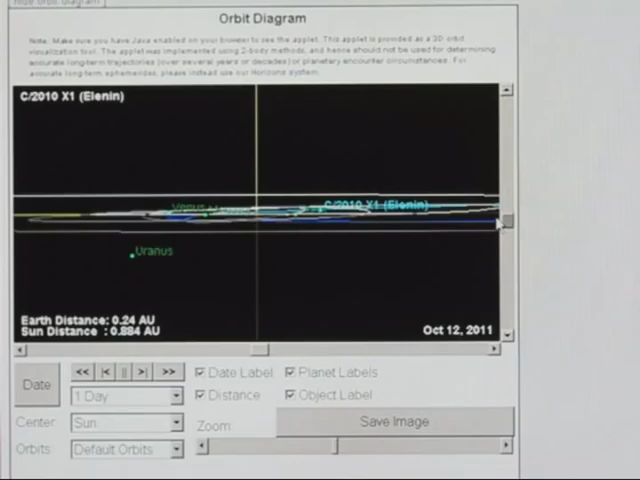 Orbit Diagram
Note: Make sure you have Java enabled on your browser to see the applet. This applet is provided as a 3D orbit
visualization tool. The applet was implemented using 2-body methods, and hence should not be used for determining
accurate long-term trajectories (over several years or decades) or planetary encounter circumstances. For
accurate long-term ephemerides, please instead use our Horizons system.
C/2010 X1 (Elenin)
Venus
C/2010 X1 (Elenin)
Uranus
Earth Distance: 0.24 AU
Sun Distance : 0.884 AU
Oct 12, 2011
Date
<< |< || >| >>
Date Label
Planet Labels
1 Day
Distance
Object Label
Center:
Sun
Zoom:
Save Image
Orbits:
Default Orbits